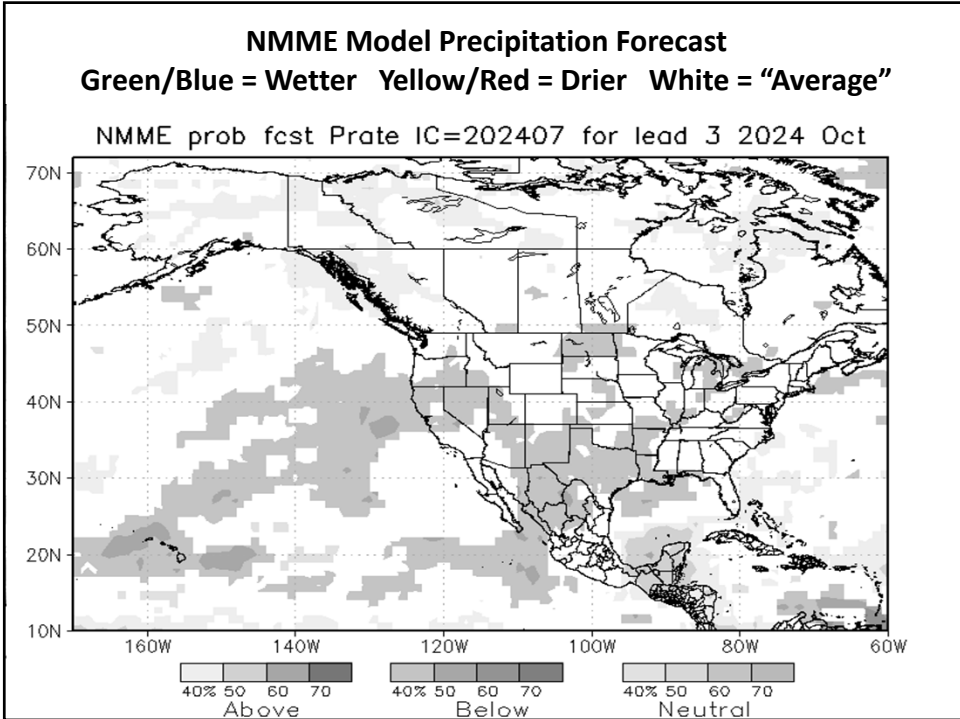 NMME Model Precipitation Forecast
Green/Blue = Wetter   Yellow/Red = Drier   White = “Average”
NMME prob fcst Prate IC=202407 for lead 3 2024 Oct
70N
60N
50N
40N
30N
20N
10N
160W 140W 120W 100W 80W 60W
40% 50 60 70 40% 50 60 70 40% 50 60 70
Above Below Neutral